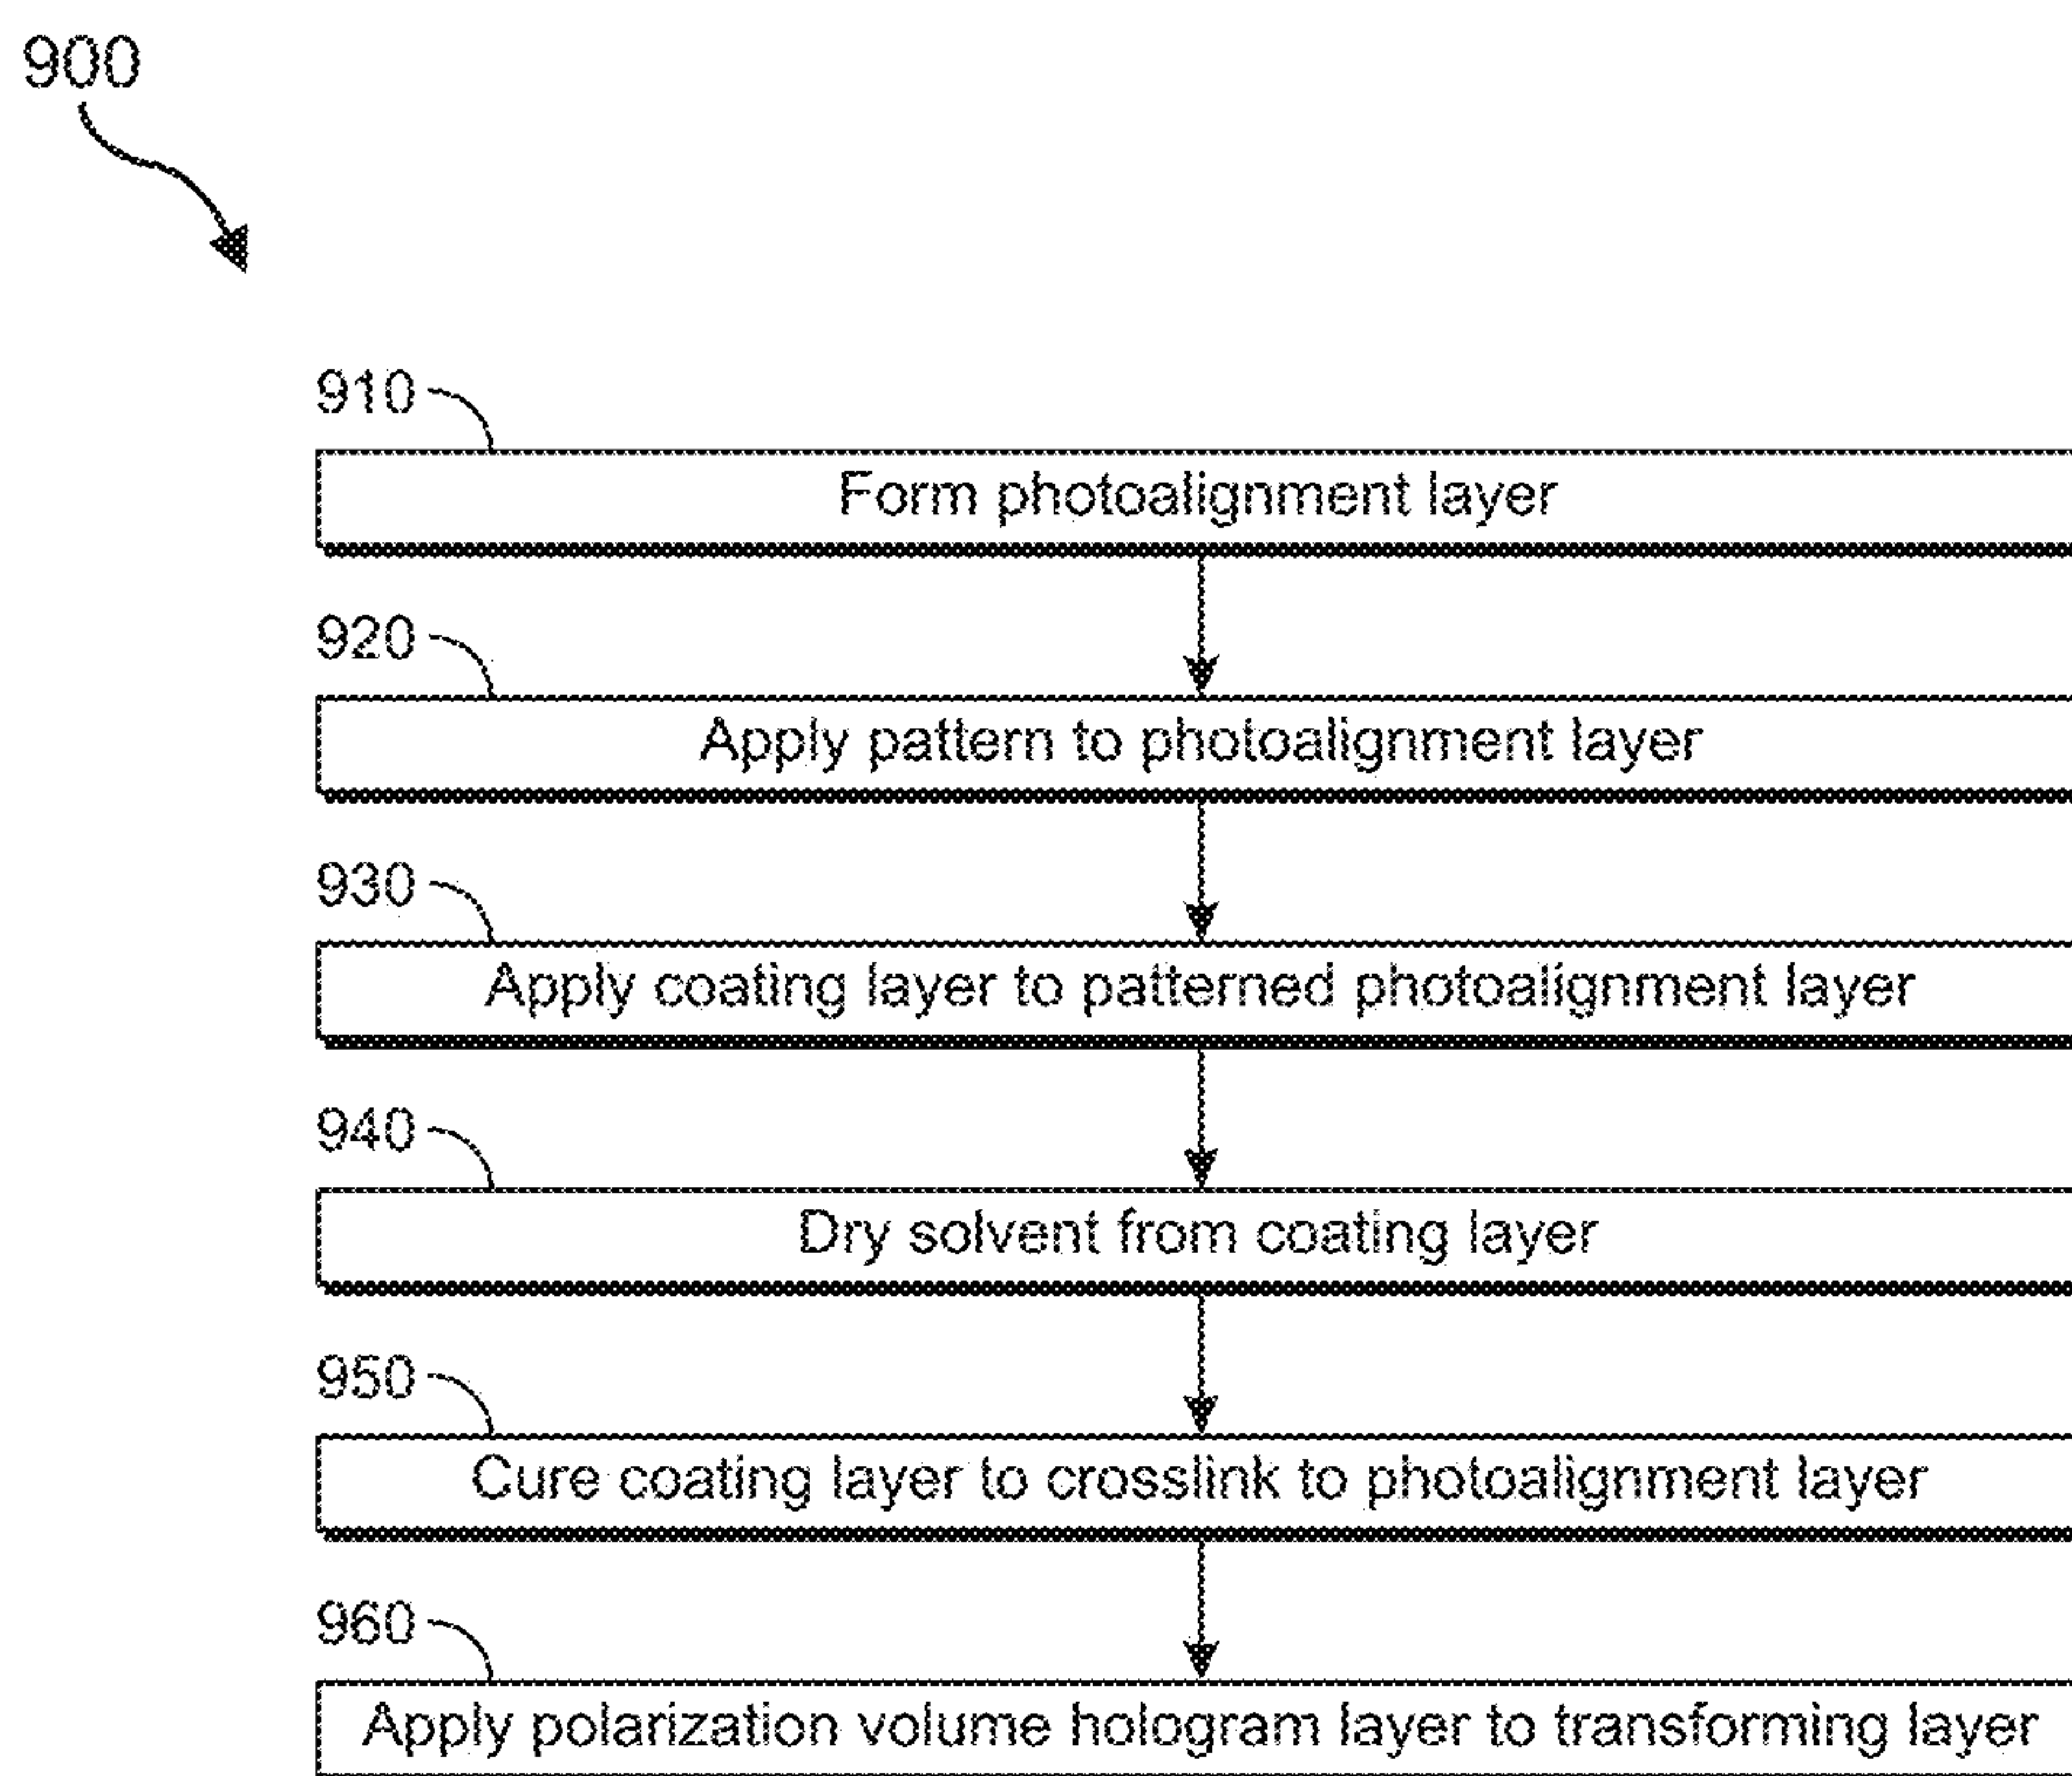 900
910
Form photoalignment layer
920
Apply pattern to photoalignment layer
930
Apply coating layer to patterned photoalignment layer
940
Dry solvent from coating layer
950
Cure coating layer to crosslink to photoalignment layer
960
Apply polarization volume hologram layer to transforming layer